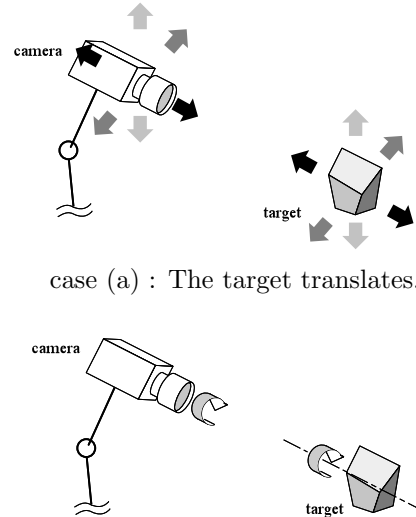 camera
target
case (a) : The target translates.
camera
target